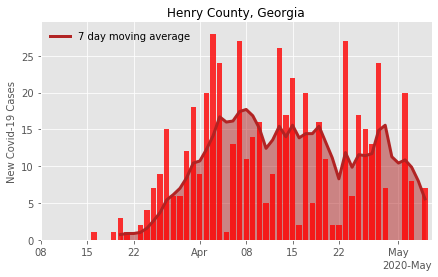 Henry County, Georgia
7 day moving average
New Covid-19 Cases
25
20
15
10
5
0
08 15 22 Apr 08 15 22 May
2020-May